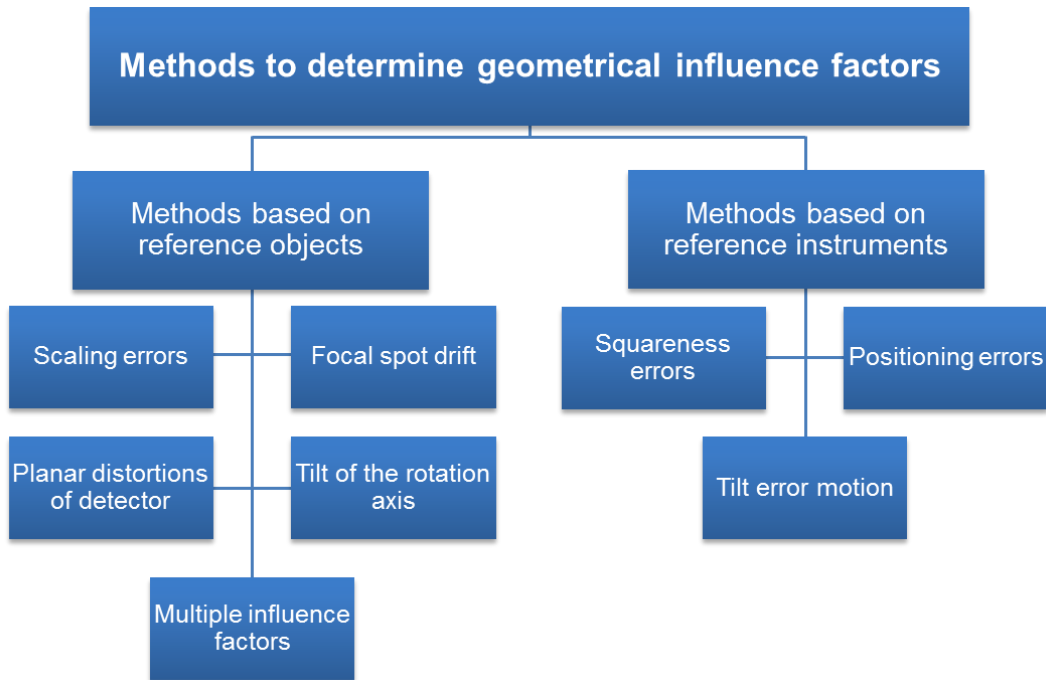 Methods to determine geometrical influence factors
Methods based on
reference objects
Methods based on
reference instruments
Scaling errors
Focal spot drift
Squareness
errors
Positioning errors
Planar distortions
of detector
Tilt of the rotation
axis
Tilt error motion
Multiple influence
factors